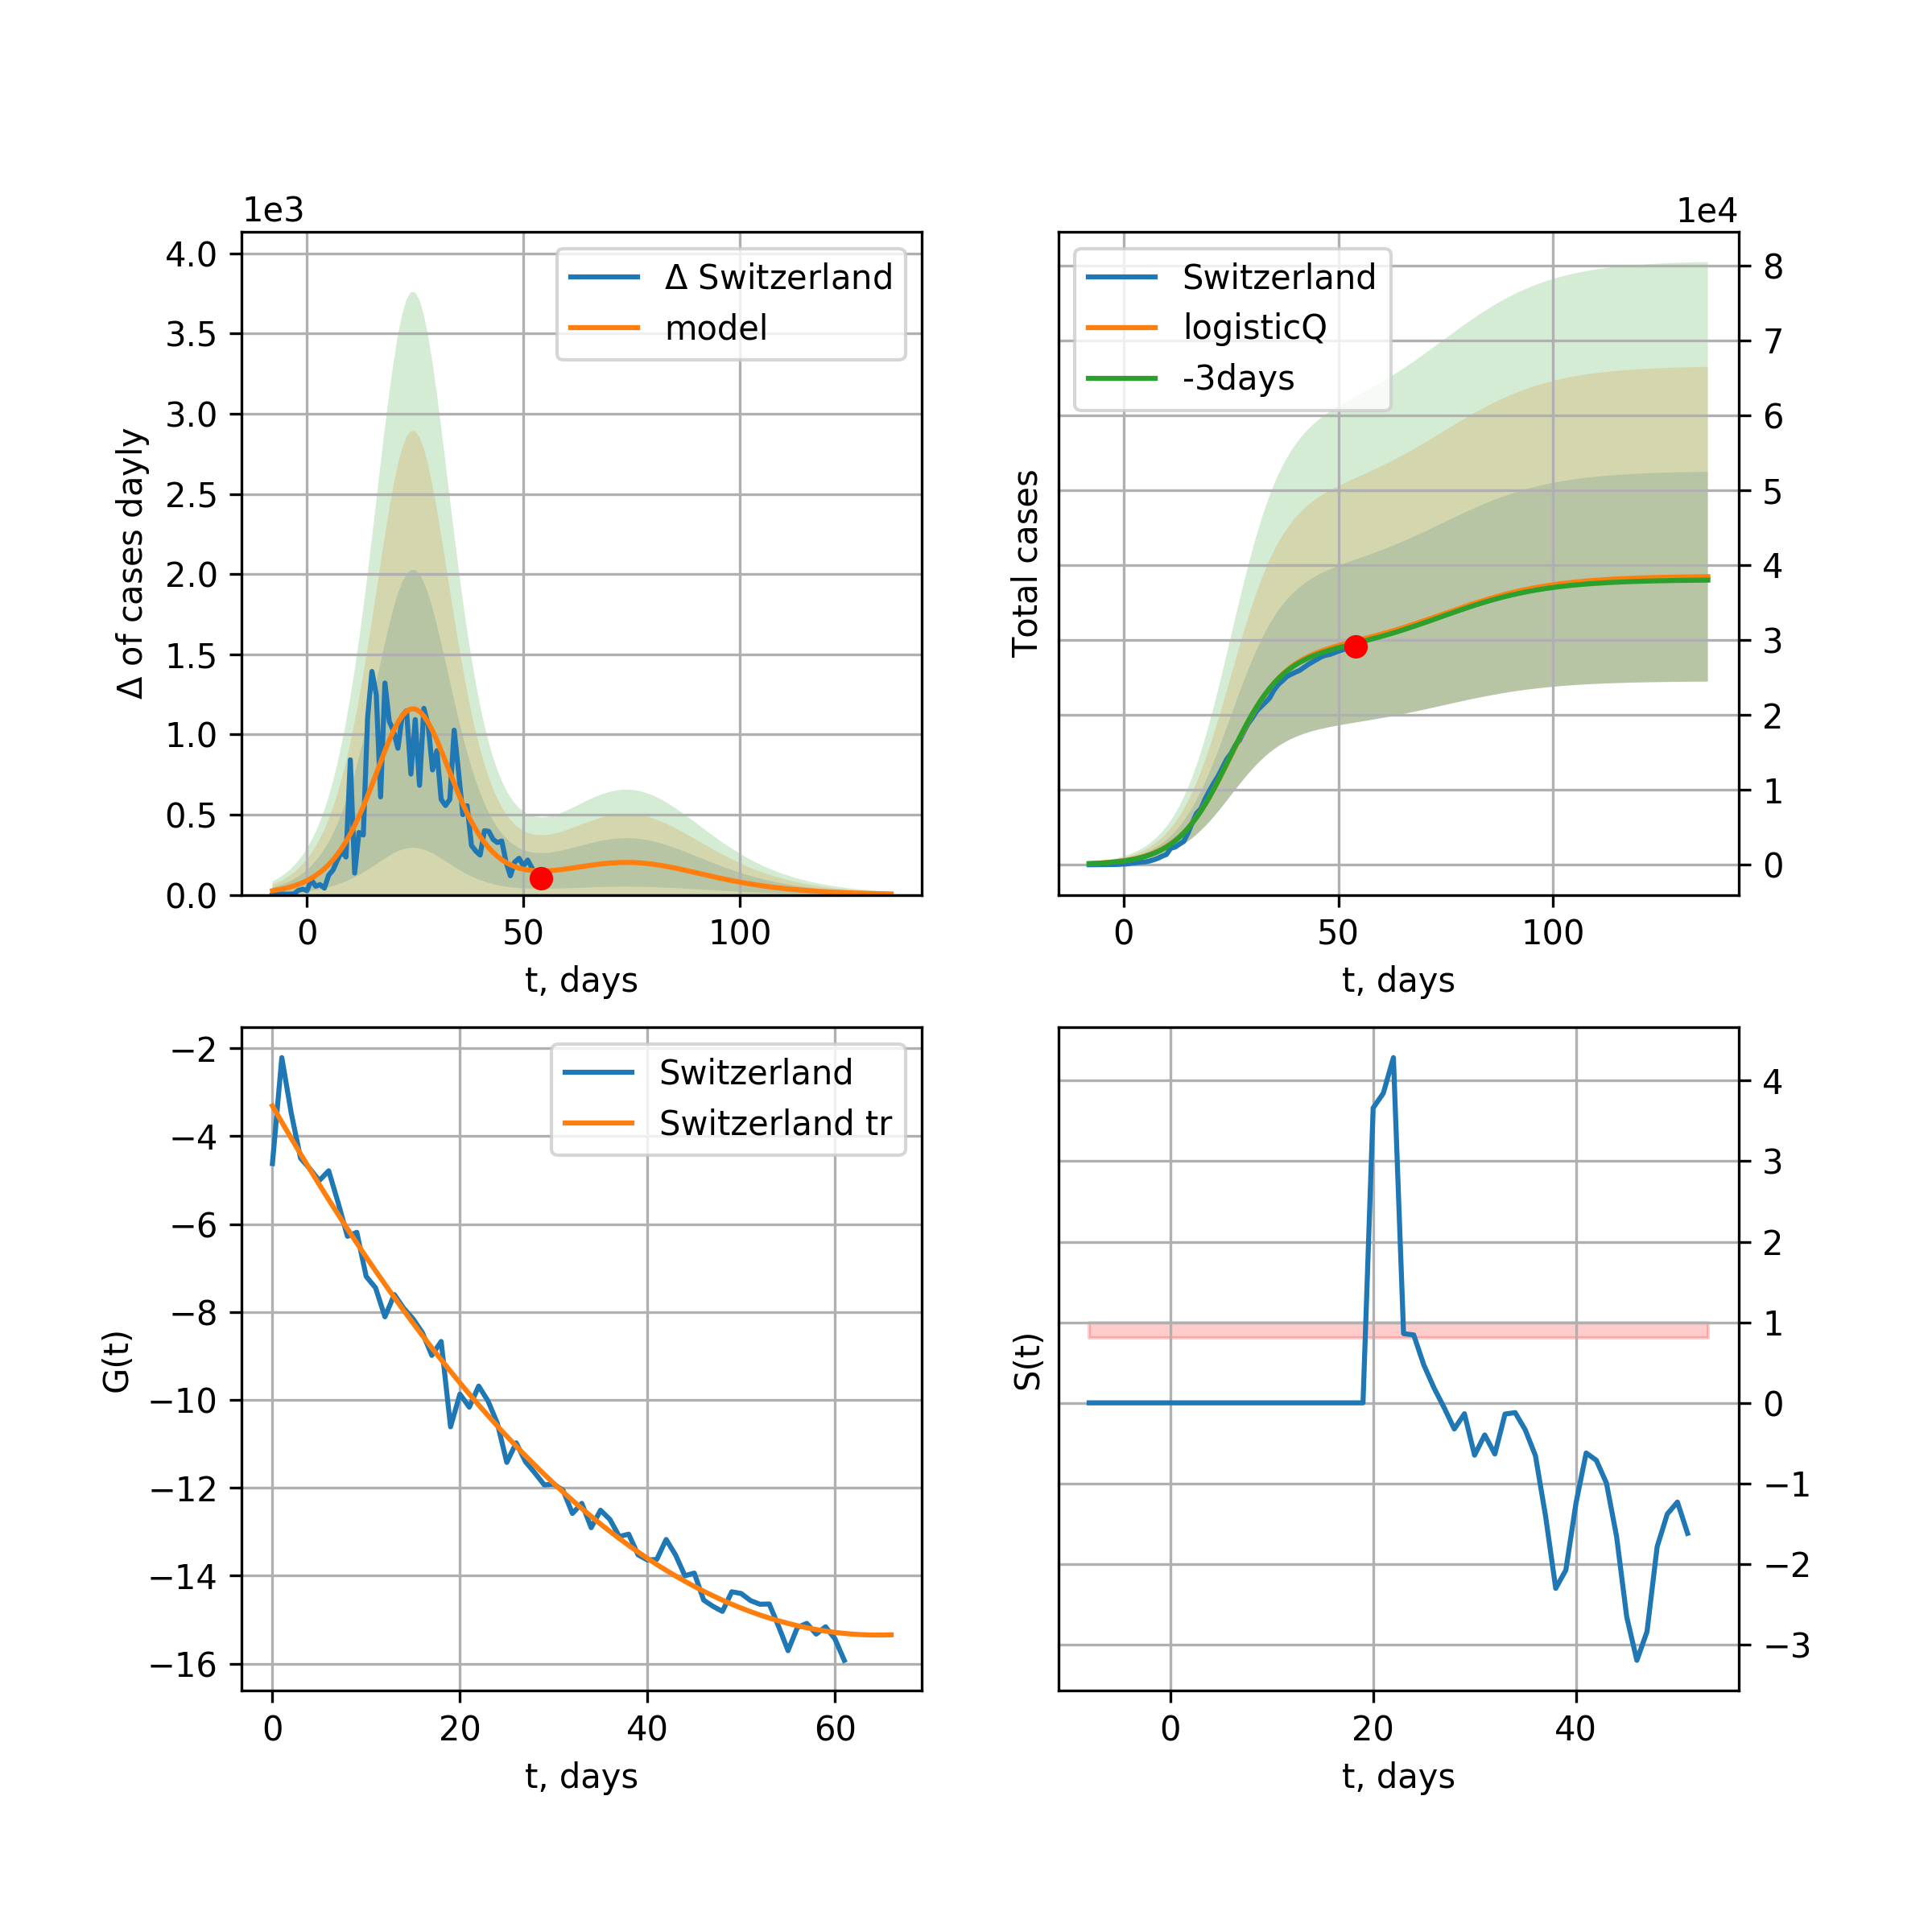 1e3
4.0
3.5
3.0
2.5
2.0
1.5
1.0
0.5
0.0
Δ of cases dayly
Δ Switzerland
model
0 50 100
t, days
1e4
8
7
6
5
4
3
2
1
0
Total cases
Switzerland
logisticQ
-3days
0 50 100
t, days
−2
−4
−6
−8
−10
−12
−14
−16
G(t)
Switzerland
Switzerland tr
0 20 40 60
t, days
4
3
2
1
0
−1
−2
−3
S(t)
0 20 40
t, days